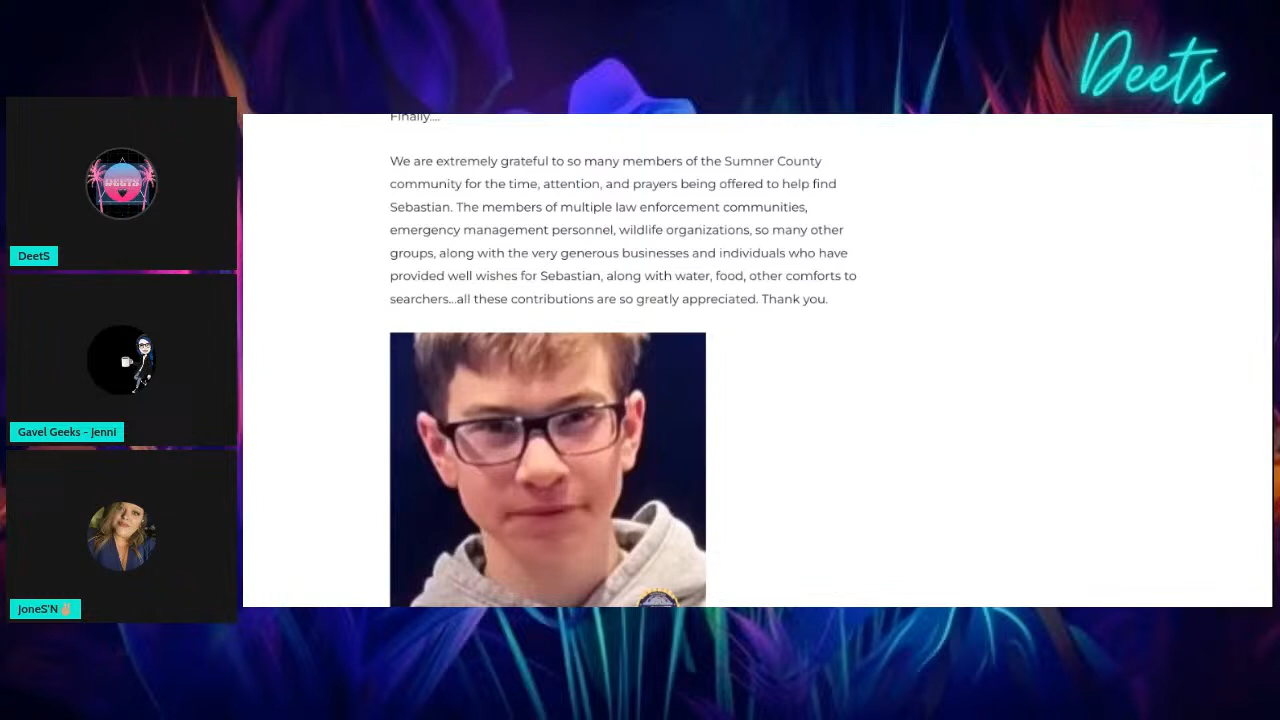 Deets
Finally....
We are extremely grateful to so many members of the Sumner County
community for the time, attention, and prayers being offered to help find
Sebastian. The members of multiple law enforcement communities,
emergency management personnel, wildlife organizations, so many other
groups, along with the very generous businesses and individuals who have
provided well wishes for Sebastian, along with water, food, other comforts to
searchers...all these contributions are so greatly appreciated. Thank you.
DEETS
DeetS
Gavel Geeks - Jenni
JoneS'N ✌🏼